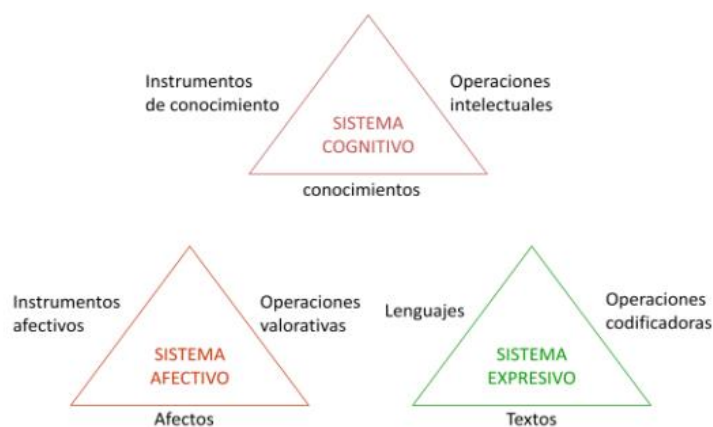 Instrumentos
de conocimiento
Operaciones
intelectuales
SISTEMA
COGNITIVO
conocimientos
Instrumentos
afectivos
Operaciones
valorativas
SISTEMA
AFECTIVO
Afectos
Lenguajes
Operaciones
codificadoras
SISTEMA
EXPRESIVO
Textos